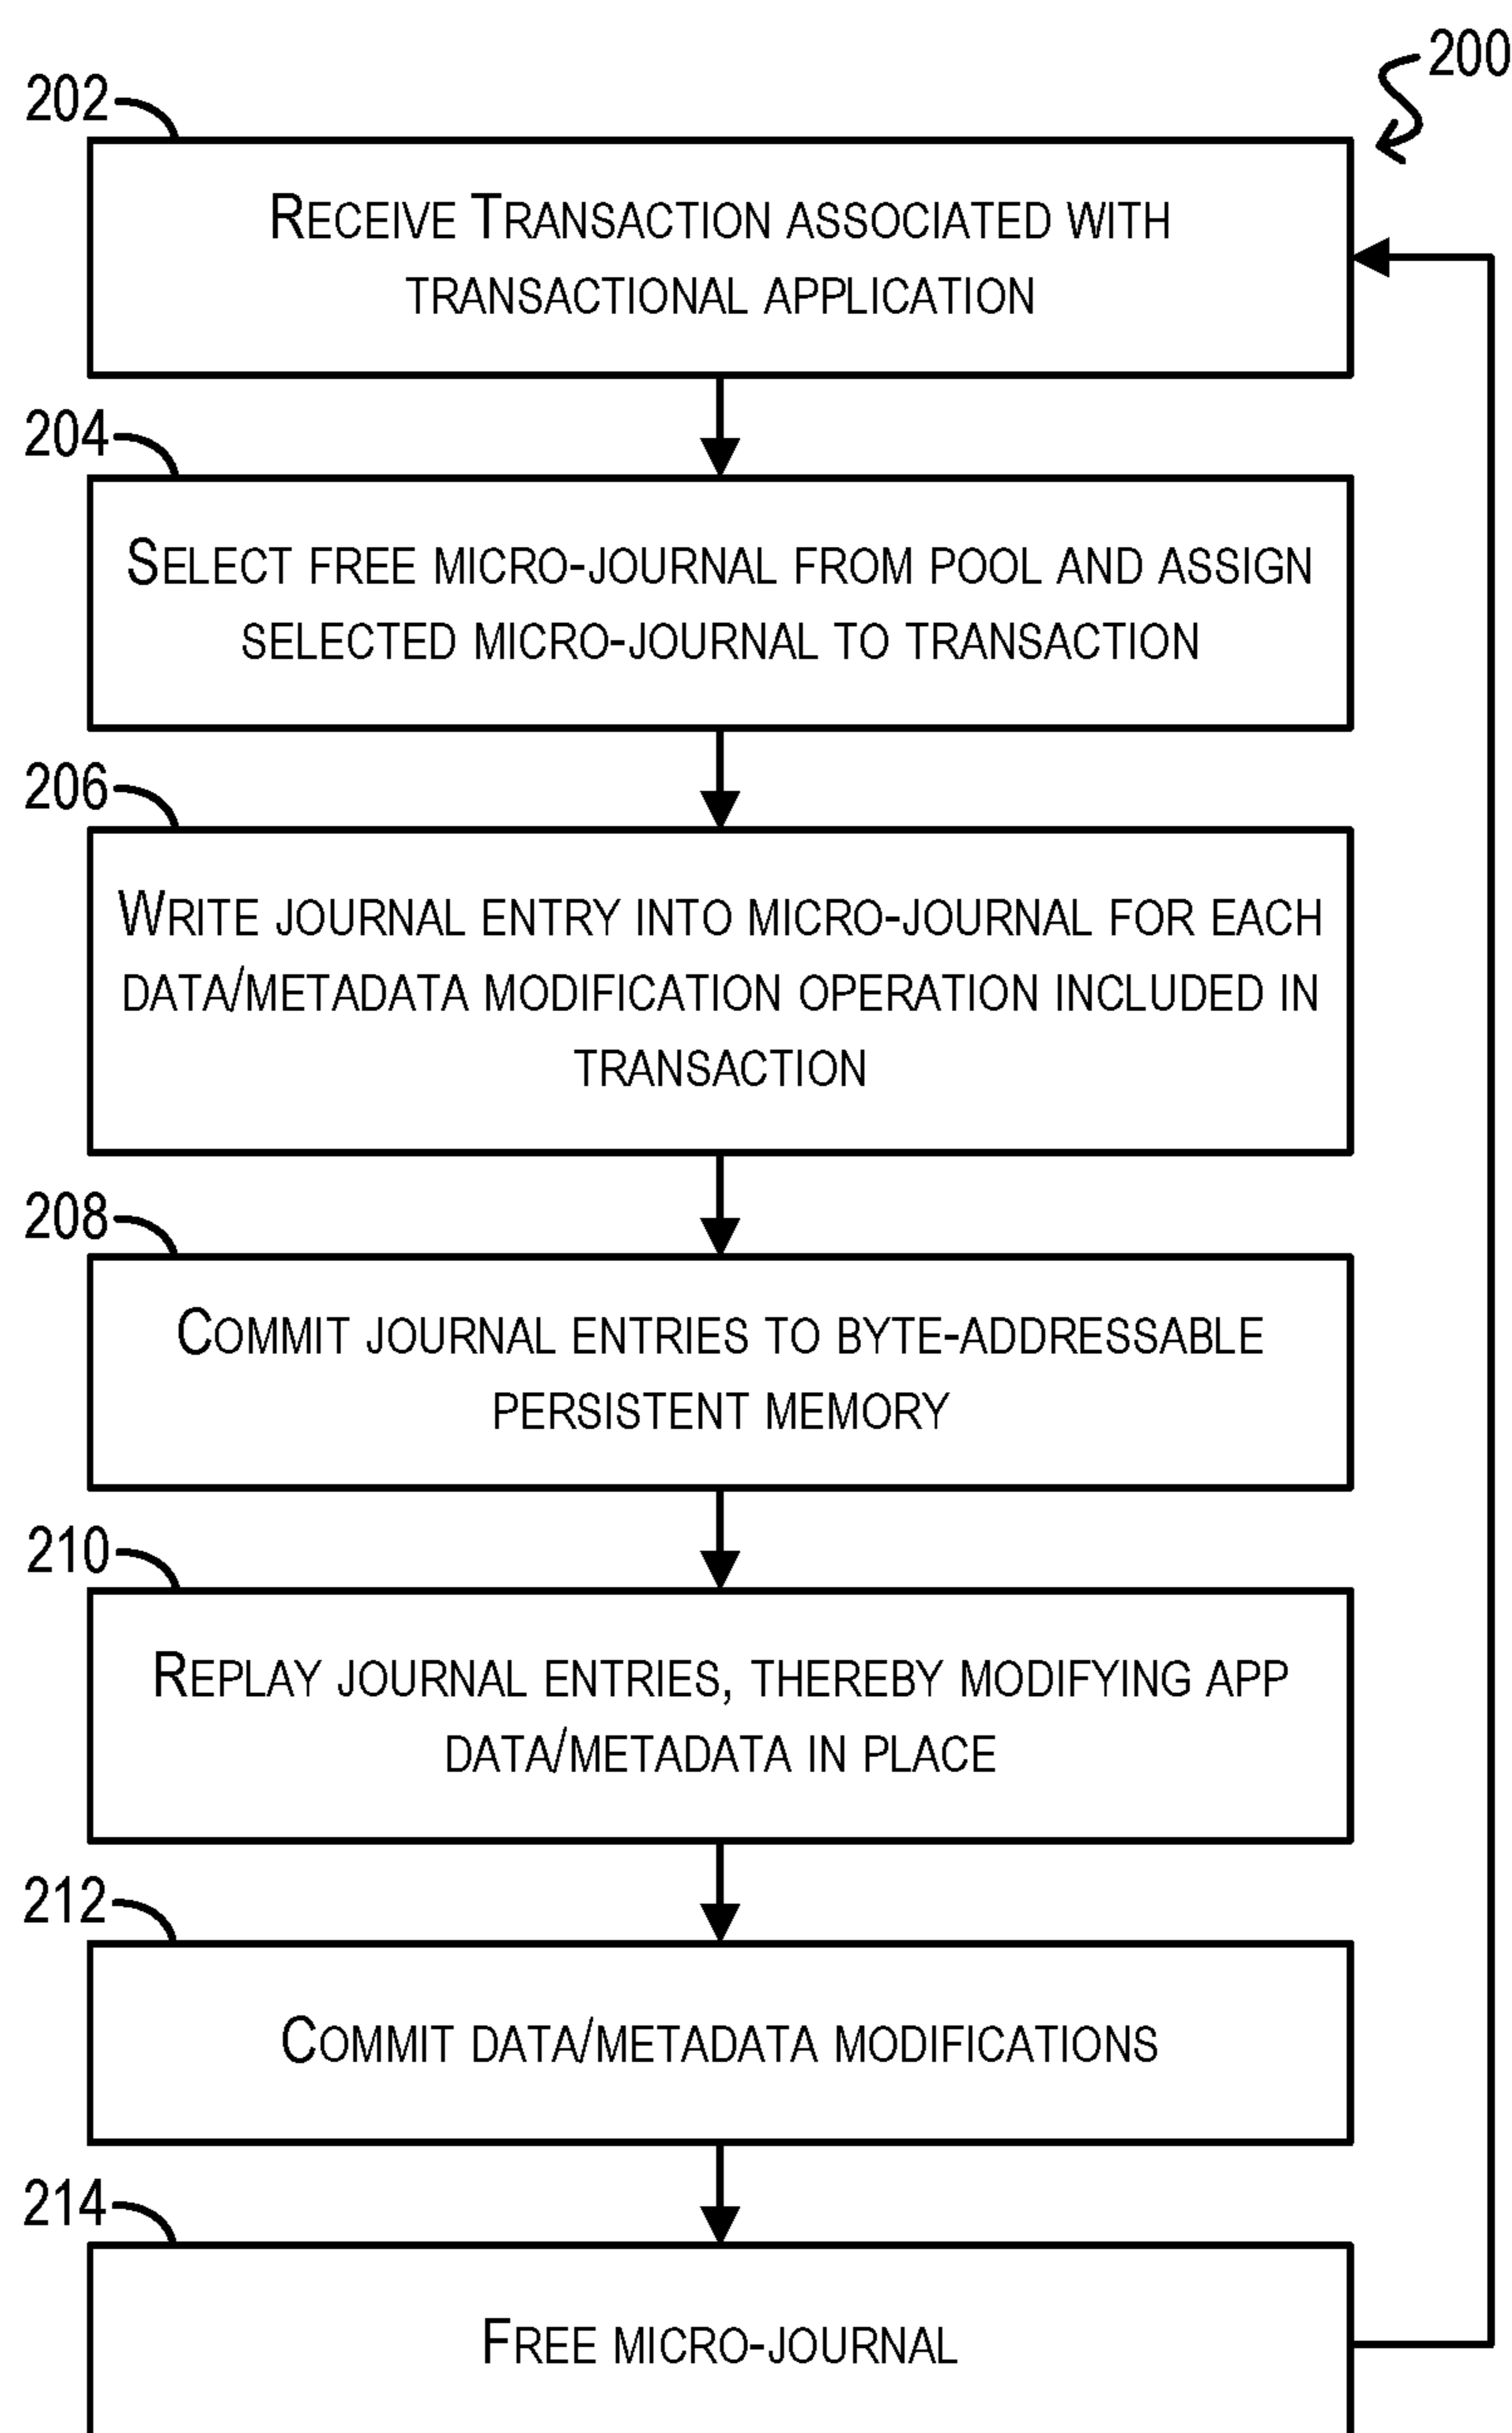 200
202
RECEIVE TRANSACTION ASSOCIATED WITH
TRANSACTIONAL APPLICATION
204
SELECT FREE MICRO-JOURNAL FROM POOL AND ASSIGN
SELECTED MICRO-JOURNAL TO TRANSACTION
206
WRITE JOURNAL ENTRY INTO MICRO-JOURNAL FOR EACH
DATA/METADATA MODIFICATION OPERATION INCLUDED IN
TRANSACTION
208
COMMIT JOURNAL ENTRIES TO BYTE-ADDRESSABLE
PERSISTENT MEMORY
210
REPLAY JOURNAL ENTRIES, THEREBY MODIFYING APP
DATA/METADATA IN PLACE
212
COMMIT DATA/METADATA MODIFICATIONS
214
FREE MICRO-JOURNAL